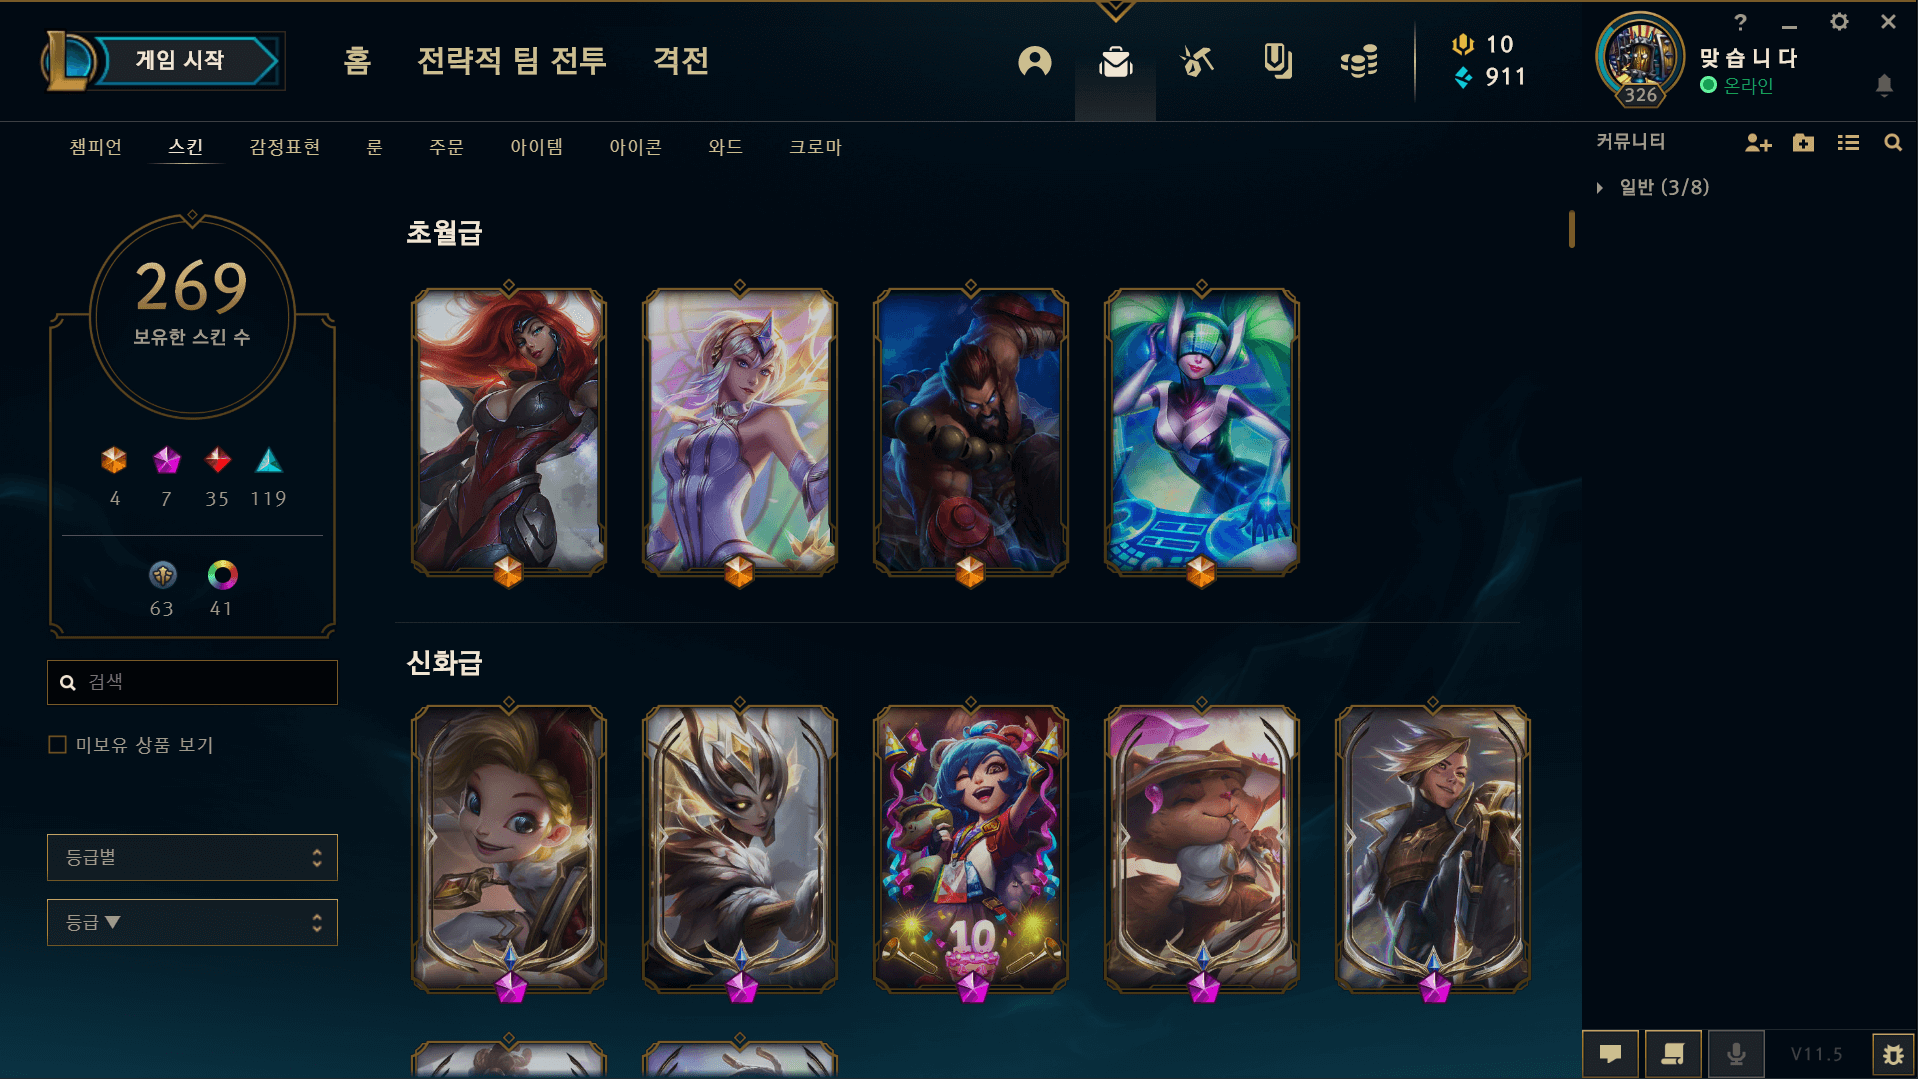 게임 시작
홈
전략적 팀 전투
격전
10
911
?
326
맞 습 니 다
온라인
챔피언
스킨
감정표현
룬
주문
아이템
아이콘
와드
크로마
커뮤니티
일반 (3/8)
269
보유한 스킨 수
4
7
35
119
63
41
검색
미보유 상품 보기
등급별
등급 ▼
초월급
신화급
10
V11.5